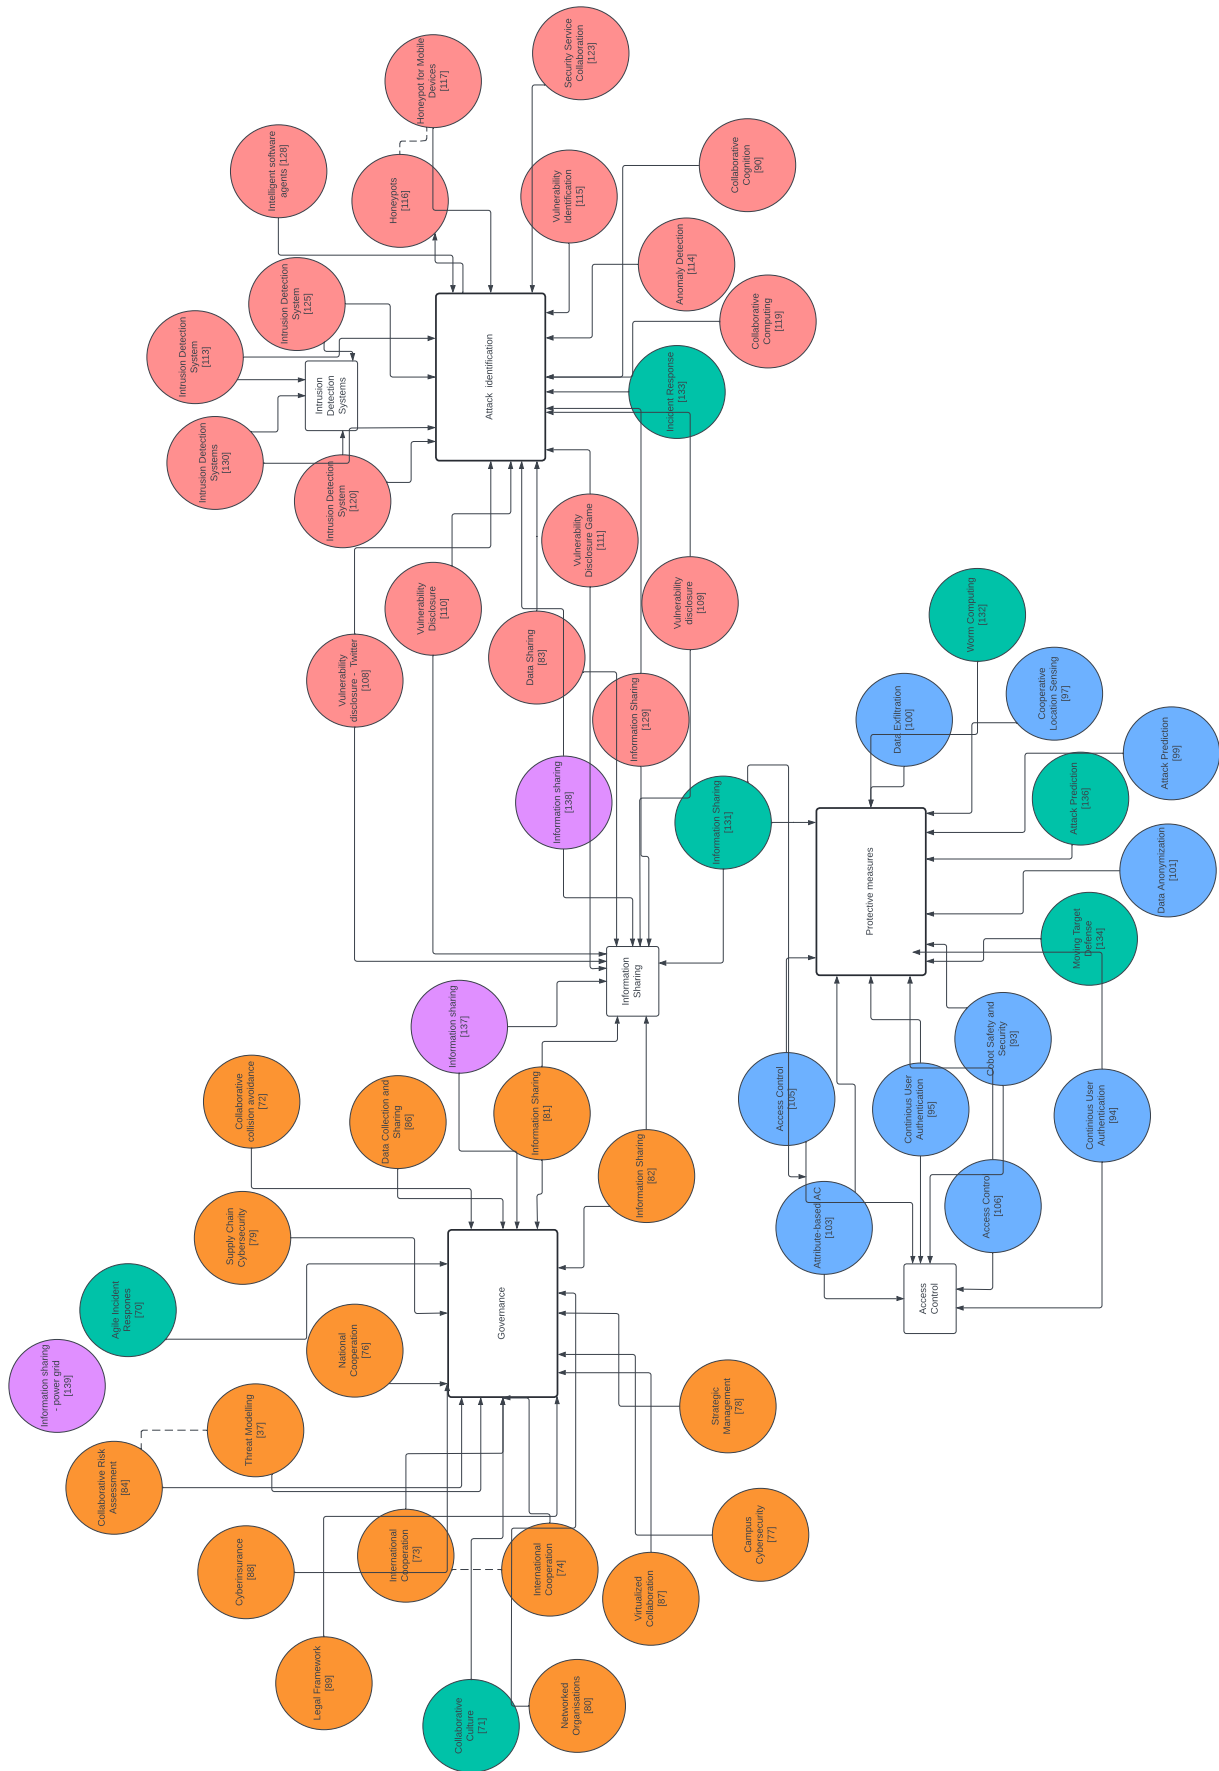 Honeypot for Mobile
Devices
[117]
Security Service
Collaboration
[123]
Intelligent software
agents [128]
Honeypots
[116]
Vulnerability
Identification
[115]
Collaborative
Cognition
[90]
Intrusion Detection
System
[125]
Anomaly Detection
[114]
Intrusion Detection
System
[113]
Collaborative
Computing
[119]
Intrusion
Detection
Systems
Attack identification
Incident Response
[133]
Intrusion Detection
Systems
[130]
Intrusion Detection
System
[120]
Vulnerability
Disclosure Game
[111]
Vulnerability
Disclosure
[110]
Vulnerability
disclosure
[109]
Vulnerability
disclosure - Twitter
[108]
Data Sharing
[83]
Information Sharing
[129]
Worm Computing
[132]
Data Exfiltration
[100]
Cooperative
Location Sensing
[97]
Attack Prediction
[99]
Information sharing
[138]
Information Sharing
[131]
Attack Prediction
[136]
Protective measures
Data Anonymization
[101]
Moving Target
Defense
[134]
Information
Sharing
Information sharing
[137]
Cobot Safety and
Security
[93]
Collaborative
collision avoidance
[72]
Data Collection and
Sharing
[86]
Information Sharing
[81]
Access Control
[105]
Continious User
Authentication
[95]
Continious User
Authentication
[94]
Information Sharing
[82]
Supply Chain
Cybersecurity
[79]
Attribute-based AC
[103]
Access Control
[106]
Access
Control
Agile incident
Respones
[70]
Governance
National
Cooperation
[76]
Information sharing
- power grid
[139]
Threat Modelling
[37]
Strategic
Management
[78]
Collaborative Risk
Assessment
[84]
Cyberinsurance
[88]
International
Cooperation
[73]
International
Cooperation
[74]
Campus
Cybersecurity
[77]
Virtualized
Collaboration
[87]
Legal Framework
[89]
Collaborative
Culture
[71]
Networked
Organisations
[80]